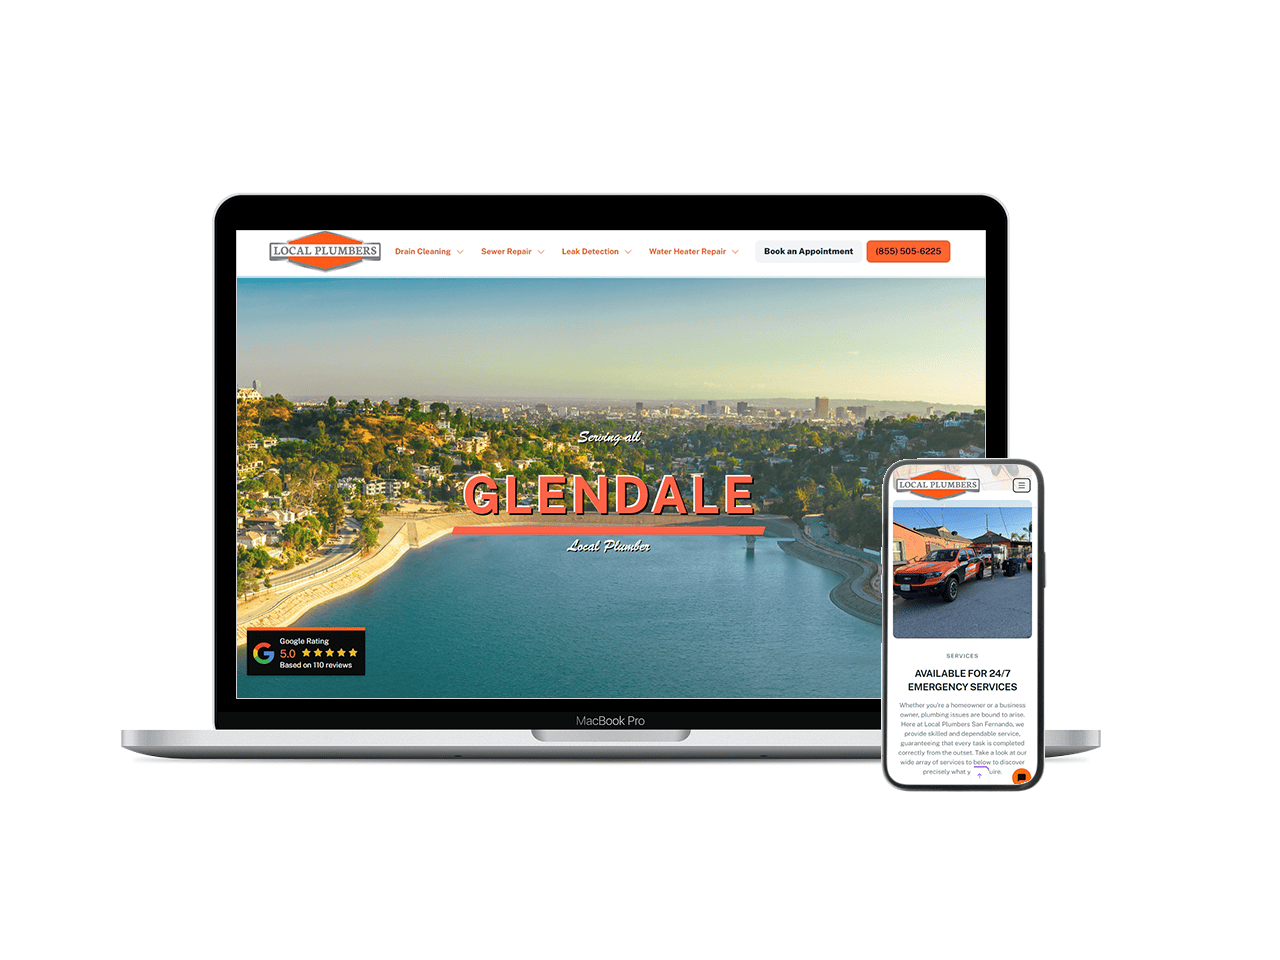 LOCAL PLUMBERS
Drain Cleaning
Sewer Repair
Leak Detection
Water Heater Repair
Book an Appointment
(855) 505-6225
Serving all
GLENDALE
Local Plumber
Google Rating
5.0
Based on 110 reviews
MacBook Pro
LOCAL PLUMBERS
SERVICES
AVAILABLE FOR 24/7
EMERGENCY SERVICES
Whether you're a homeowner or a business
owner, plumbing issues are bound to arise.
Here at Local Plumbers San Fernando, we
provide skilled and dependable service,
guaranteeing that every task is completed
correctly from the outset. Take a look at our
wide array of services to below to discover
precisely what y uire.